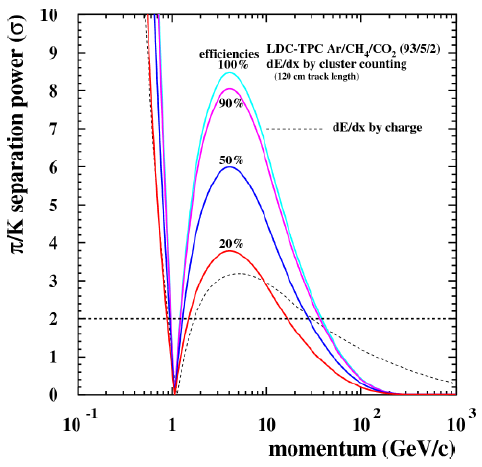 π/K separation power (σ)
10
9
8
7
6
5
4
3
2
1
0
efficiencies
LDC-TPC Ar/CH₄/CO₂ (93/5/2)
100%
dE/dx by cluster counting
(120 cm track length)
90%
dE/dx by charge
50%
20%
10⁻¹
1
10
10²
10³
momentum (GeV/c)